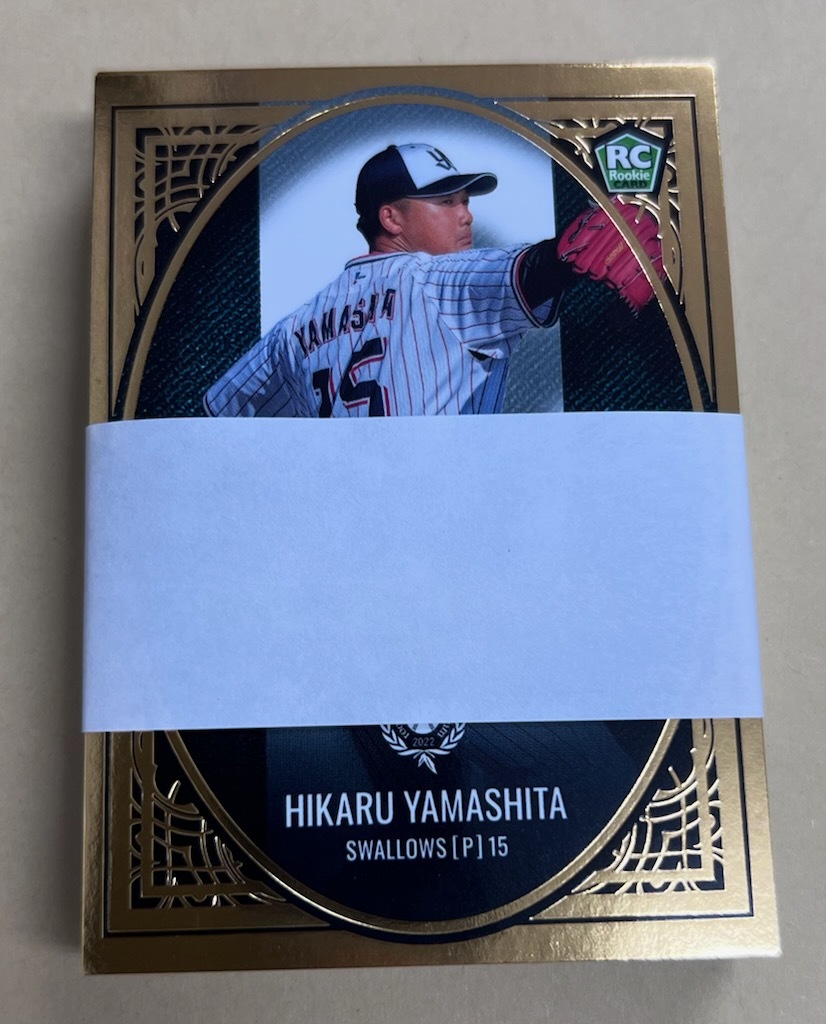 RC
Rookie
CARD
YAMASHITA
15
2022
HIKARU YAMASHITA
SWALLOWS [P] 15